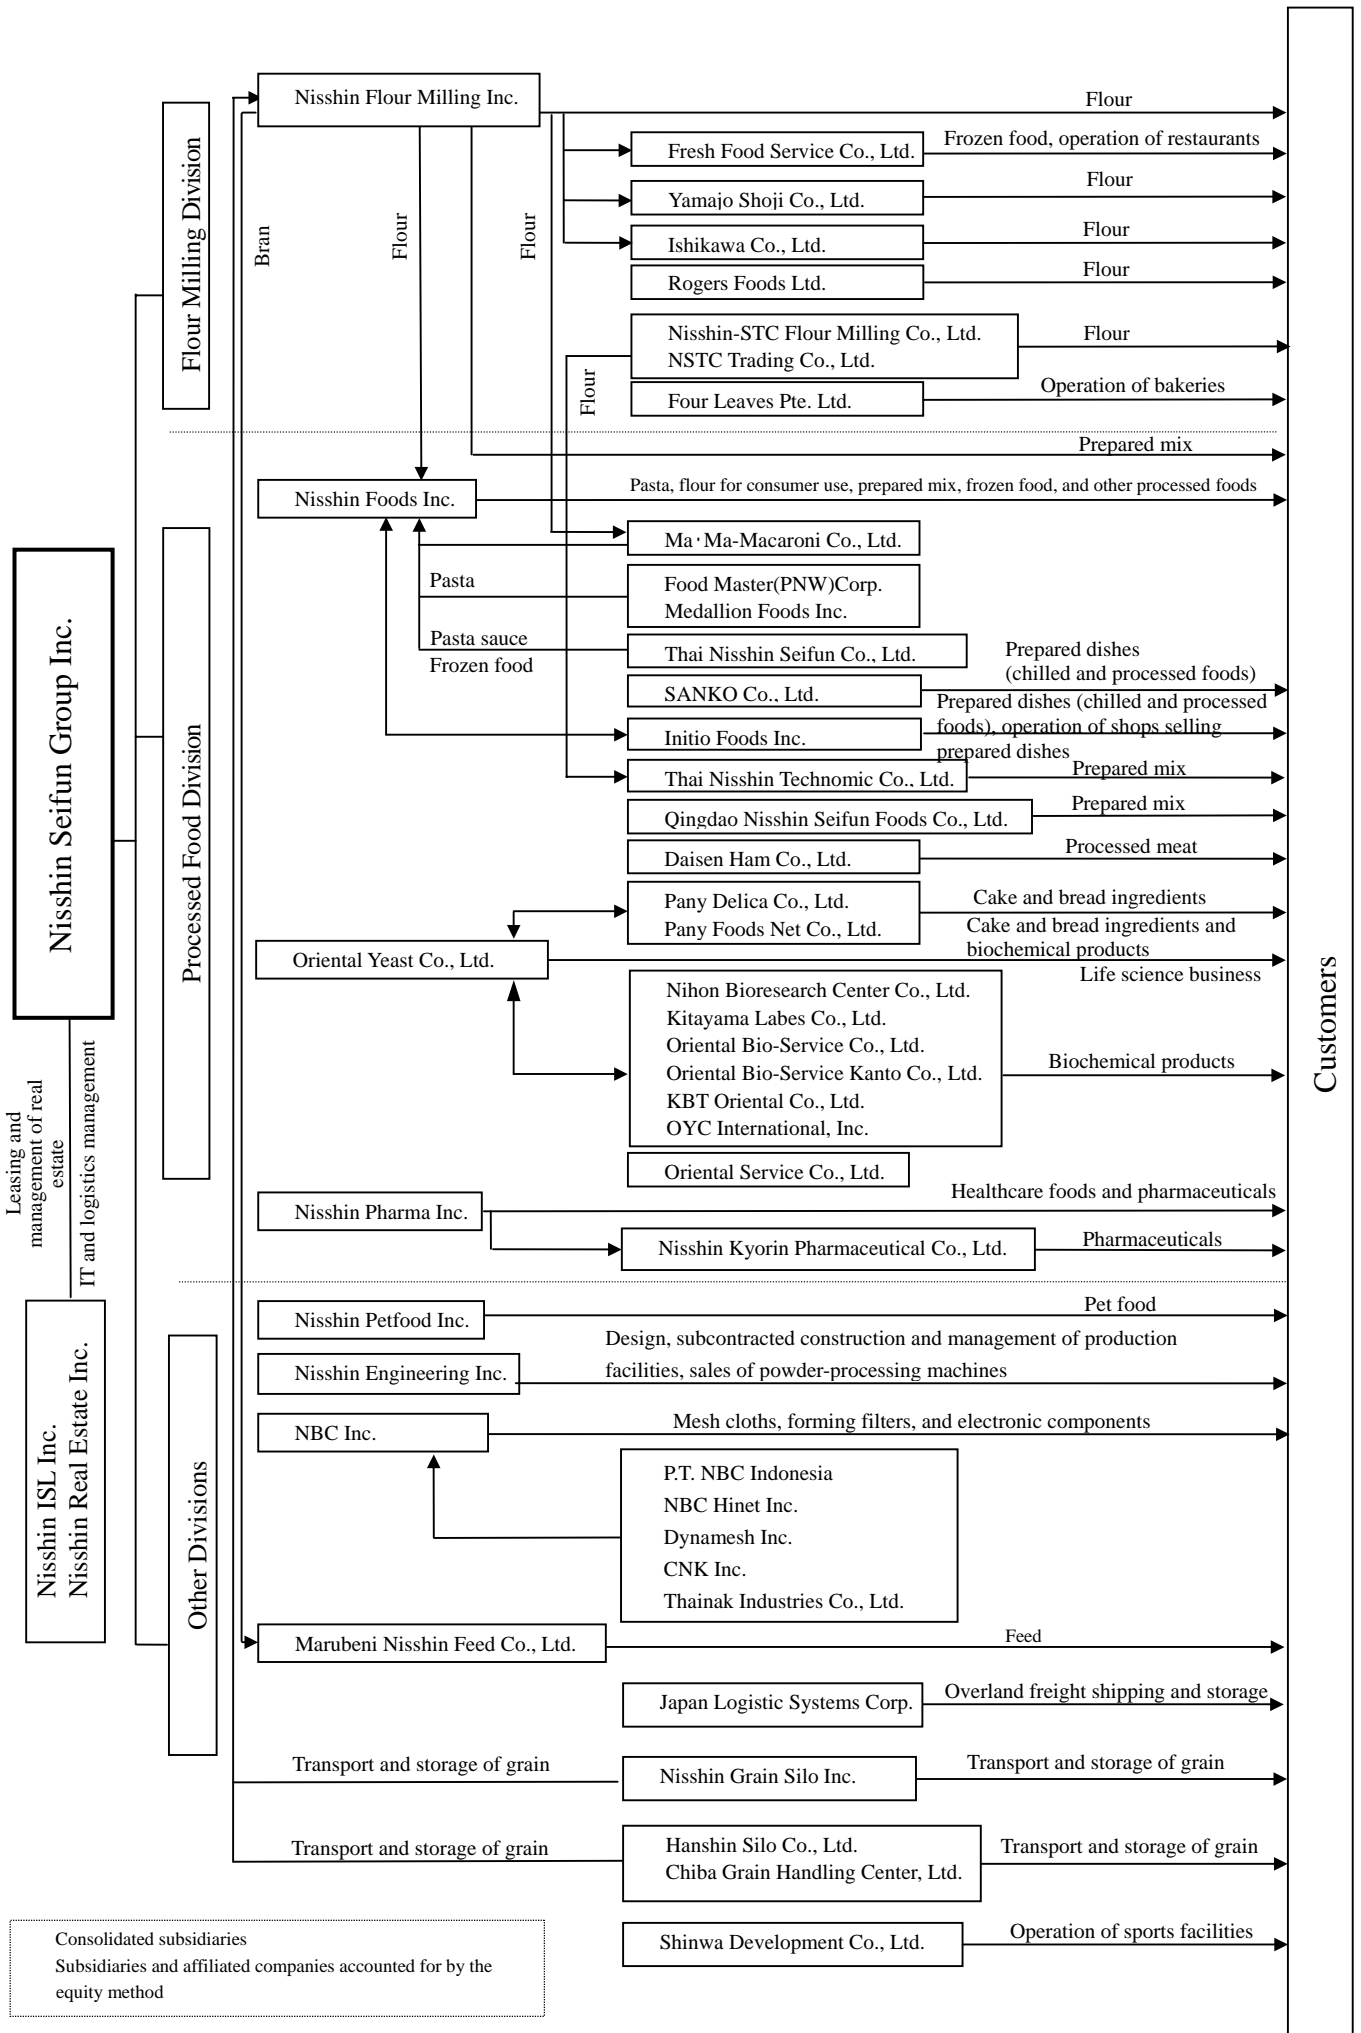 Nisshin Flour Milling Inc.
Flour
Flour Milling Division
Bran
Flour
Flour
Fresh Food Service Co., Ltd.
Frozen food, operation of restaurants
Yamajo Shoji Co., Ltd.
Flour
Ishikawa Co., Ltd.
Flour
Rogers Foods Ltd.
Flour
Nisshin-STC Flour Milling Co., Ltd.
NSTC Trading Co., Ltd.
Flour
Flour
Four Leaves Pte. Ltd.
Operation of bakeries
Prepared mix
Nisshin Foods Inc.
Pasta, flour for consumer use, prepared mix, frozen food, and other processed foods
Ma･Ma-Macaroni Co., Ltd.
Pasta
Food Master(PNW)Corp.
Medallion Foods Inc.
Pasta sauce
Frozen food
Thai Nisshin Seifun Co., Ltd.
Prepared dishes
(chilled and processed foods)
SANKO Co., Ltd.
Prepared dishes (chilled and processed
foods), operation of shops selling
prepared dishes
Initio Foods Inc.
Thai Nisshin Technomic Co., Ltd.
Prepared mix
Qingdao Nisshin Seifun Foods Co., Ltd.
Prepared mix
Daisen Ham Co., Ltd.
Processed meat
Pany Delica Co., Ltd.
Pany Foods Net Co., Ltd.
Cake and bread ingredients
Oriental Yeast Co., Ltd.
Cake and bread ingredients and
biochemical products
Life science business
Nihon Bioresearch Center Co., Ltd.
Kitayama Labes Co., Ltd.
Oriental Bio-Service Co., Ltd.
Oriental Bio-Service Kanto Co., Ltd.
KBT Oriental Co., Ltd.
OYC International, Inc.
Biochemical products
Oriental Service Co., Ltd.
Nisshin Pharma Inc.
Healthcare foods and pharmaceuticals
Nisshin Kyorin Pharmaceutical Co., Ltd.
Pharmaceuticals
Processed Food Division
Nisshin Seifun Group Inc.
Customers
Leasing and
management of real
estate
IT and logistics management
Nisshin ISL Inc.
Nisshin Real Estate Inc.
Other Divisions
Nisshin Petfood Inc.
Pet food
Nisshin Engineering Inc.
Design, subcontracted construction and management of production
facilities, sales of powder-processing machines
NBC Inc.
Mesh cloths, forming filters, and electronic components
P.T. NBC Indonesia
NBC Hinet Inc.
Dynamesh Inc.
CNK Inc.
Thainak Industries Co., Ltd.
Marubeni Nisshin Feed Co., Ltd.
Feed
Japan Logistic Systems Corp.
Overland freight shipping and storage
Transport and storage of grain
Nisshin Grain Silo Inc.
Transport and storage of grain
Transport and storage of grain
Hanshin Silo Co., Ltd.
Chiba Grain Handling Center, Ltd.
Transport and storage of grain
Shinwa Development Co., Ltd.
Operation of sports facilities
Consolidated subsidiaries
Subsidiaries and affiliated companies accounted for by the
equity method